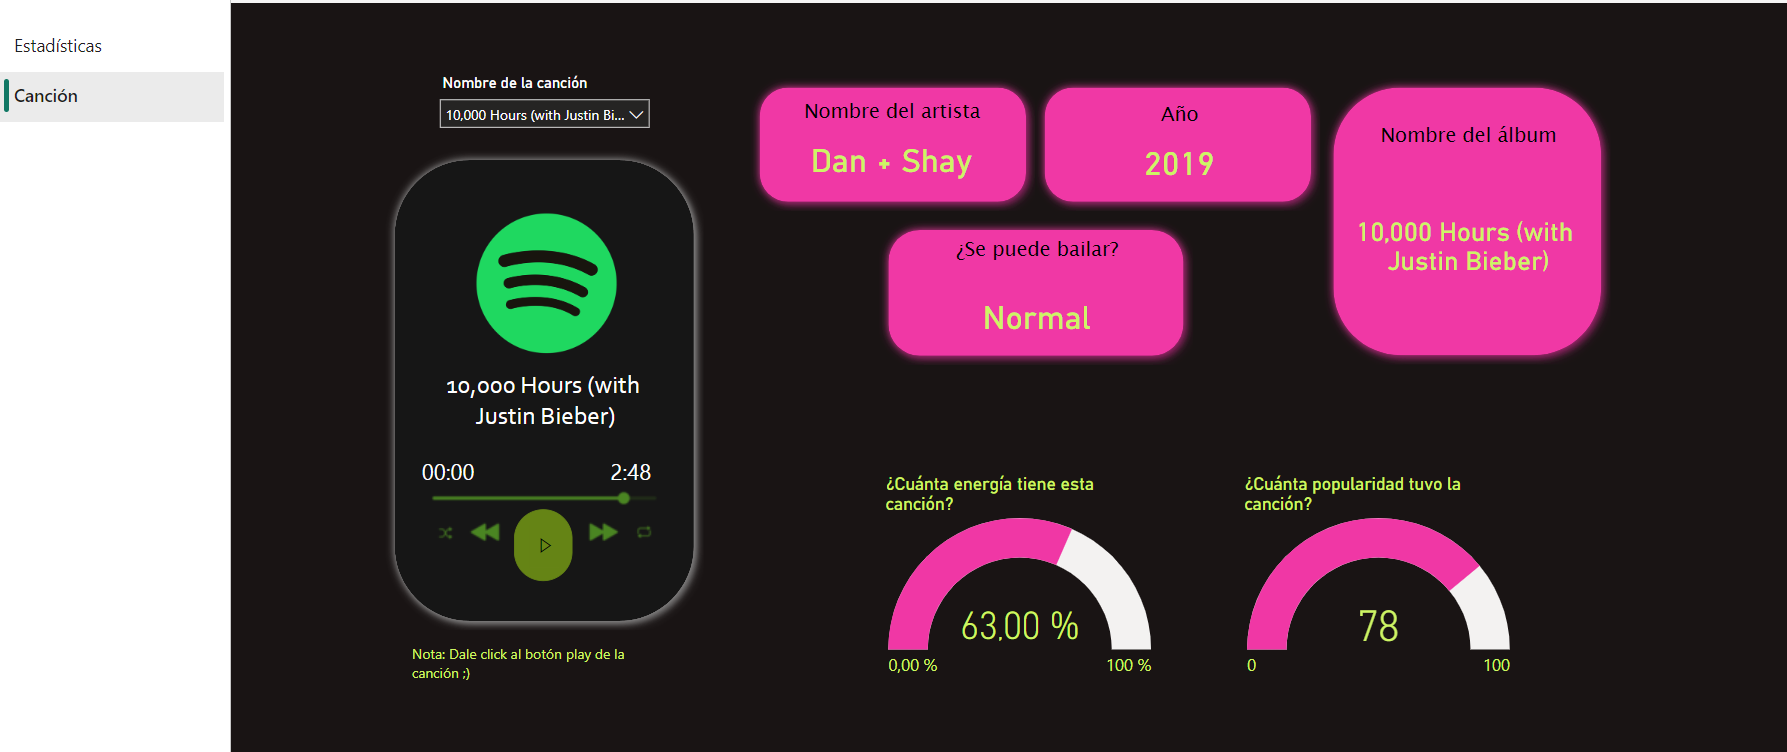 Estadísticas
Canción
Nombre de la canción
10,000 Hours (with Justin Bi...
10,000 Hours (with
Justin Bieber)
00:00 2:48
Nota: Dale click al botón play de la
canción ;)
Nombre del artista
Dan + Shay
Año
2019
Nombre del álbum
10,000 Hours (with
Justin Bieber)
¿Se puede bailar?
Normal
¿Cuánta energía tiene esta
canción?
63,00 %
0,00 % 100 %
¿Cuánta popularidad tuvo la
canción?
78
0 100